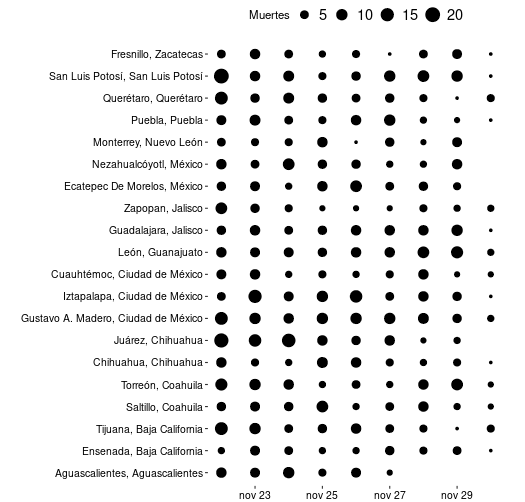 Muertes 5 10 15 20
Fresnillo, Zacatecas
San Luis Potosí, San Luis Potosí
Querétaro, Querétaro
Puebla, Puebla
Monterrey, Nuevo León
Nezahualcóyotl, México
Ecatepec De Morelos, México
Zapopan, Jalisco
Guadalajara, Jalisco
León, Guanajuato
Cuauhtémoc, Ciudad de México
Iztapalapa, Ciudad de México
Gustavo A. Madero, Ciudad de México
Juárez, Chihuahua
Chihuahua, Chihuahua
Torreón, Coahuila
Saltillo, Coahuila
Tijuana, Baja California
Ensenada, Baja California
Aguascalientes, Aguascalientes
nov 23 nov 25 nov 27 nov 29